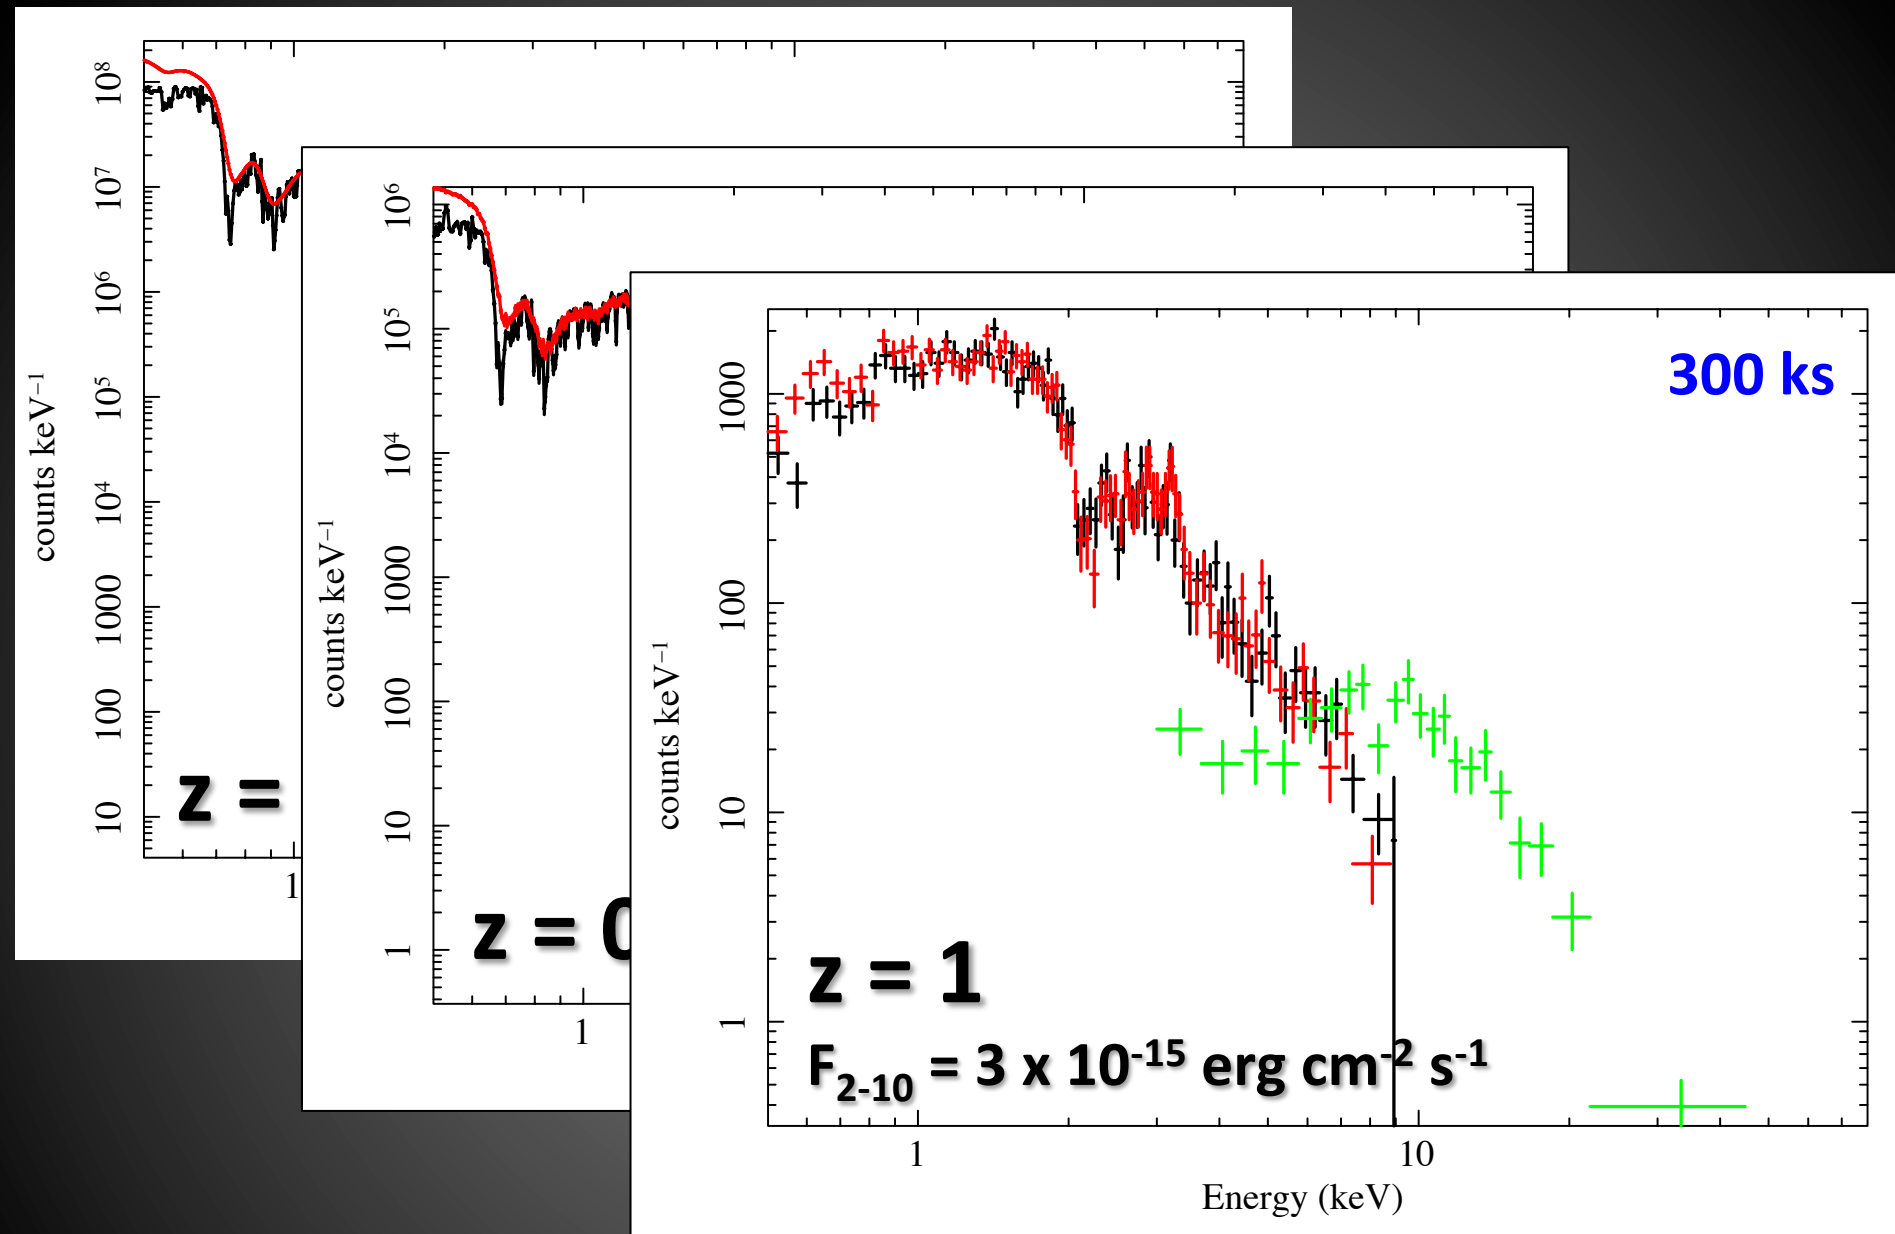 10⁸
10⁷
10⁶
10⁵
10⁴
1000
100
10
counts keV⁻¹
z =
1
10⁶
10⁵
10⁴
1000
100
10
1
counts keV⁻¹
z = 0
1
300 ks
1000
100
10
1
counts keV⁻¹
z = 1
F₂₋₁₀ = 3 x 10⁻¹⁵ erg cm⁻² s⁻¹
1 10
Energy (keV)